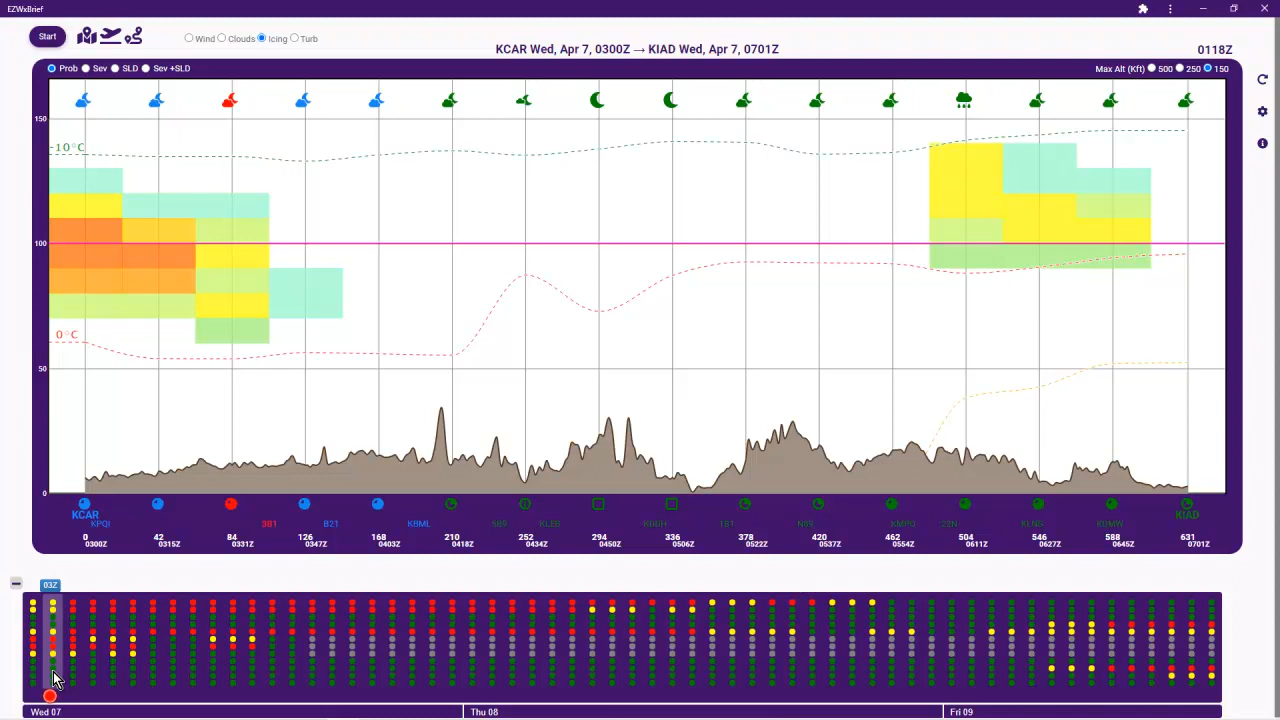 EZWxBrief
Start
Wind Clouds Icing Turb
KCAR Wed, Apr 7, 0300Z → KIAD Wed, Apr 7, 0701Z
0118Z
Prob Sev SLD Sev +SLD
Max Alt (Kft) 500 250 150
150
-10°C
100
0°C
50
0
KCAR KIAD
KPQI 3B1 B21 KBML 5B9 KLEB KDDH 1B1 N82 KMPO 22N KLNS KDMW
0 42 84 126 168 210 252 294 336 378 420 462 504 546 588 631
0300Z 0315Z 0331Z 0347Z 0403Z 0418Z 0434Z 0450Z 0506Z 0522Z 0537Z 0554Z 0611Z 0627Z 0645Z 0701Z
03Z
Wed 07 Thu 08 Fri 09